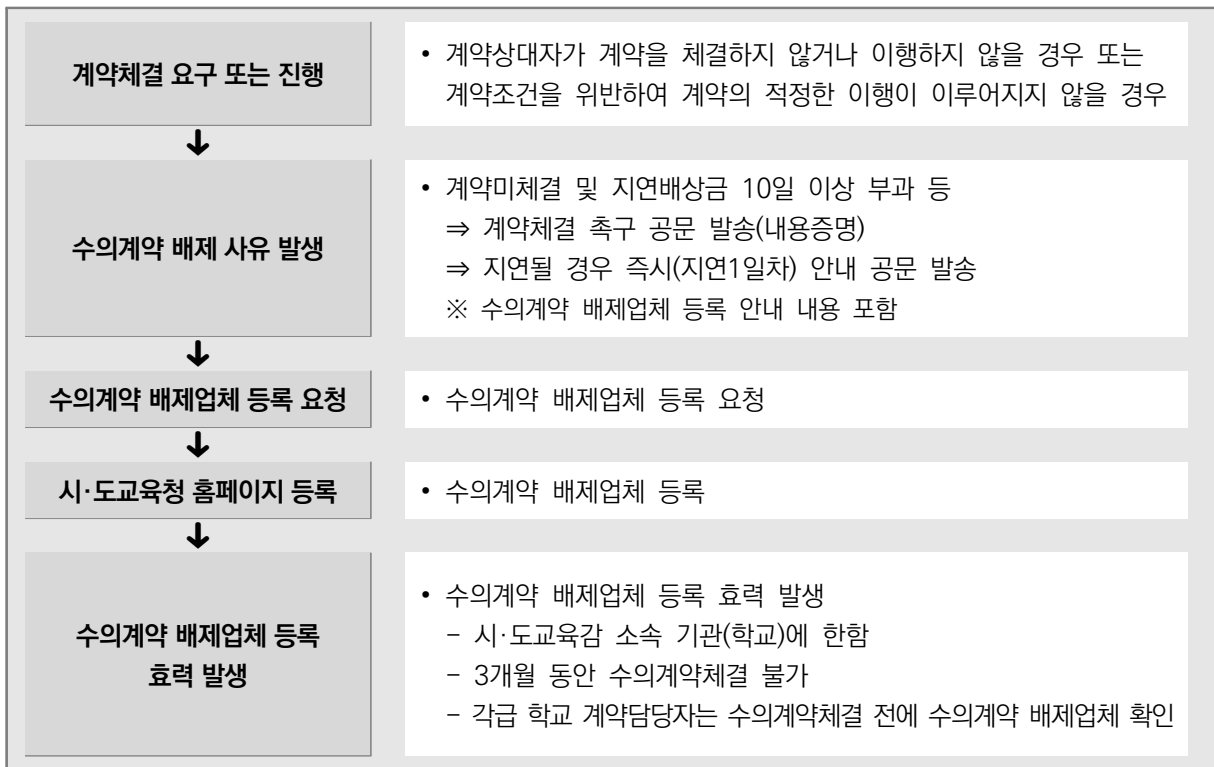 계약체결 요구 또는 진행
• 계약상대자가 계약을 체결하지 않거나 이행하지 않을 경우 또는
계약조건을 위반하여 계약의 적정한 이행이 이루어지지 않을 경우
수의계약 배제 사유 발생
• 계약미체결 및 지연배상금 10일 이상 부과 등
⇒ 계약체결 촉구 공문 발송(내용증명)
⇒ 지연될 경우 즉시(지연1일차) 안내 공문 발송
※ 수의계약 배제업체 등록 안내 내용 포함
수의계약 배제업체 등록 요청
• 수의계약 배제업체 등록 요청
시·도교육청 홈페이지 등록
• 수의계약 배제업체 등록
수의계약 배제업체 등록
효력 발생
• 수의계약 배제업체 등록 효력 발생
- 시·도교육감 소속 기관(학교)에 한함
- 3개월 동안 수의계약체결 불가
- 각급 학교 계약담당자는 수의계약체결 전에 수의계약 배제업체 확인